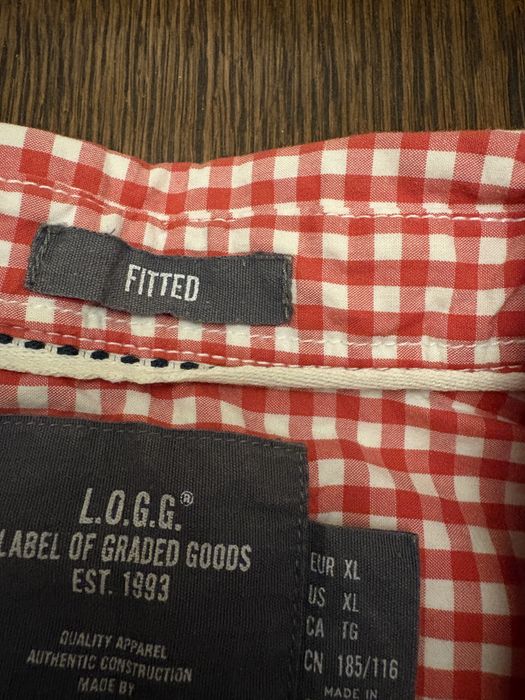 FITTED
L.O.G.G.®
LABEL OF GRADED GOODS
EST. 1993
QUALITY APPAREL
AUTHENTIC CONSTRUCTION
MADE BY
EUR XL
US XL
CA TG
CN 185/116
MADE IN